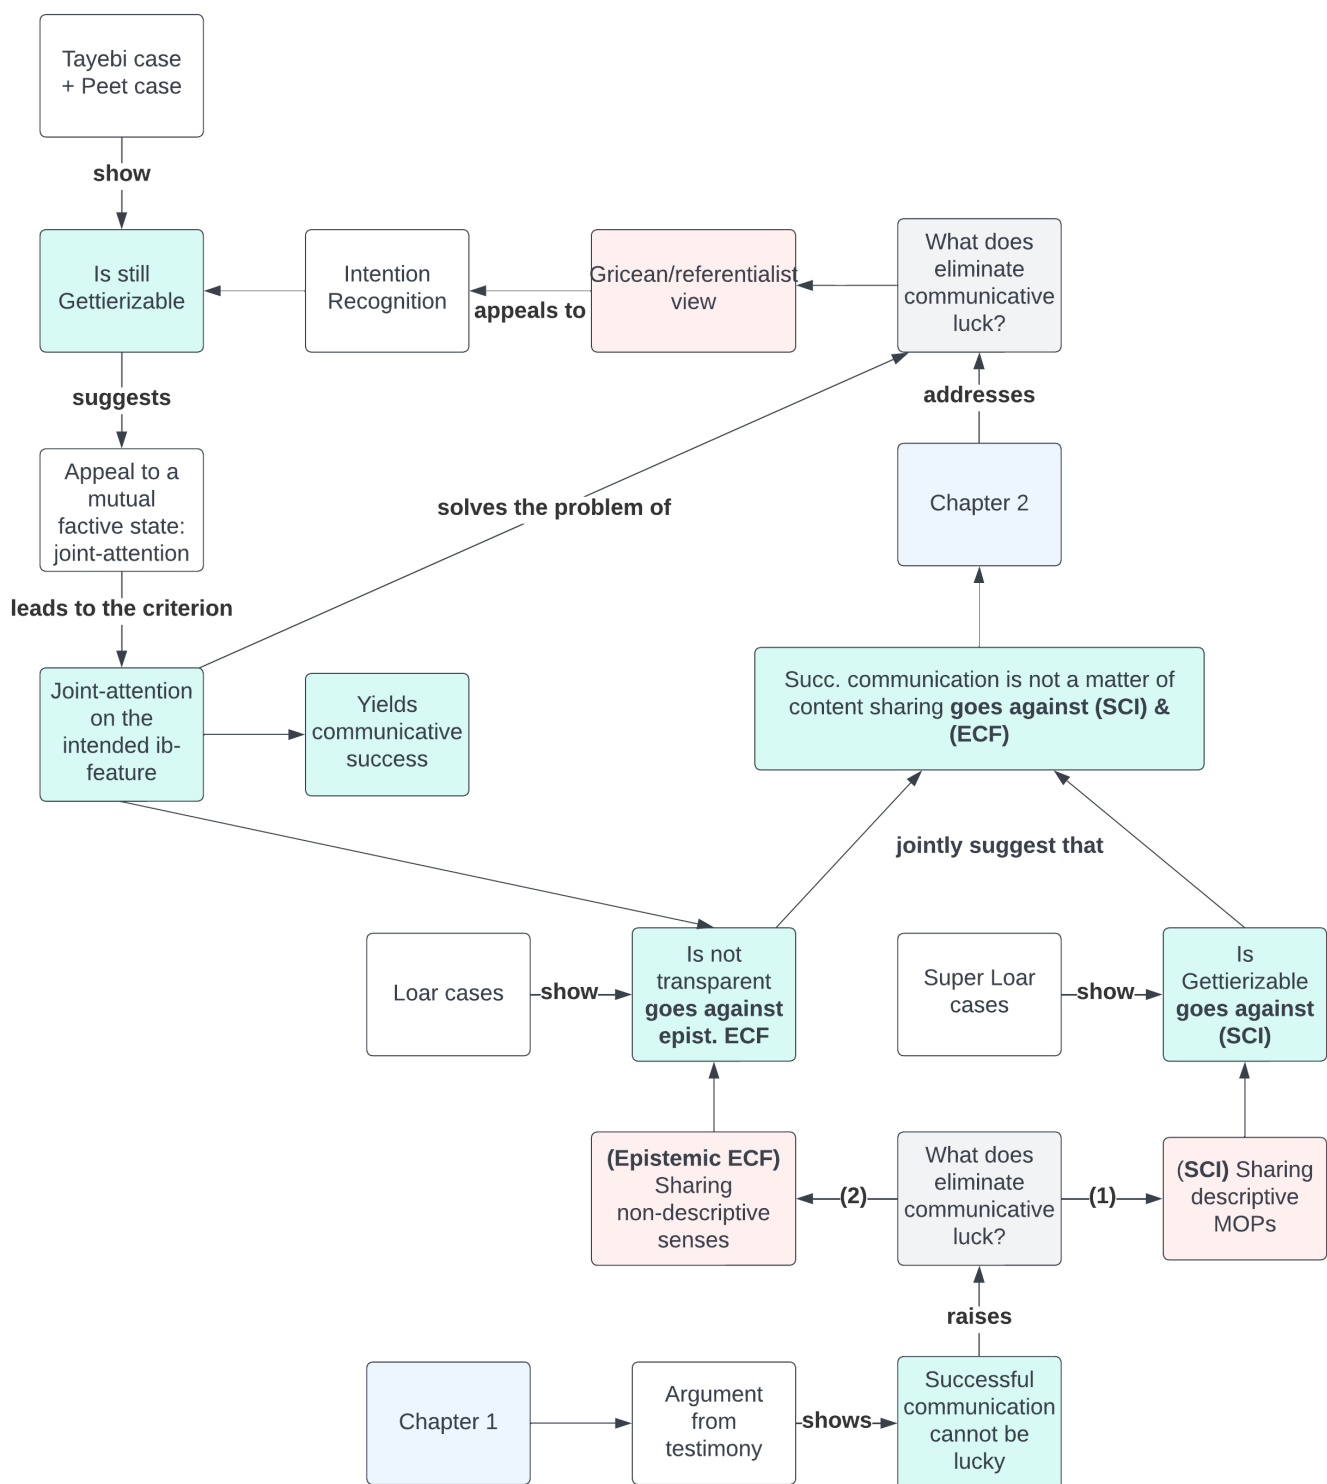 Tayebi case
+ Peet case
show
Is still
Gettierizable
Intention
Recognition
appeals to
Gricean/referentialist
view
What does
eliminate
communicative
luck?
suggests
addresses
Appeal to a
mutual
factive state:
joint-attention
solves the problem of
Chapter 2
leads to the criterion
Joint-attention
on the
intended ib-
feature
Yields
communicative
success
Succ. communication is not a matter of
content sharing goes against (SCI) &
(ECF)
jointly suggest that
Loar cases
show
Is not
transparent
goes against
epist. ECF
Super Loar
cases
show
Is
Gettierizable
goes against
(SCI)
(Epistemic ECF)
Sharing
non-descriptive
senses
(2)
What does
eliminate
communicative
luck?
(1)
(SCI) Sharing
descriptive
MOPs
raises
Chapter 1
Argument
from
testimony
shows
Successful
communication
cannot be
lucky